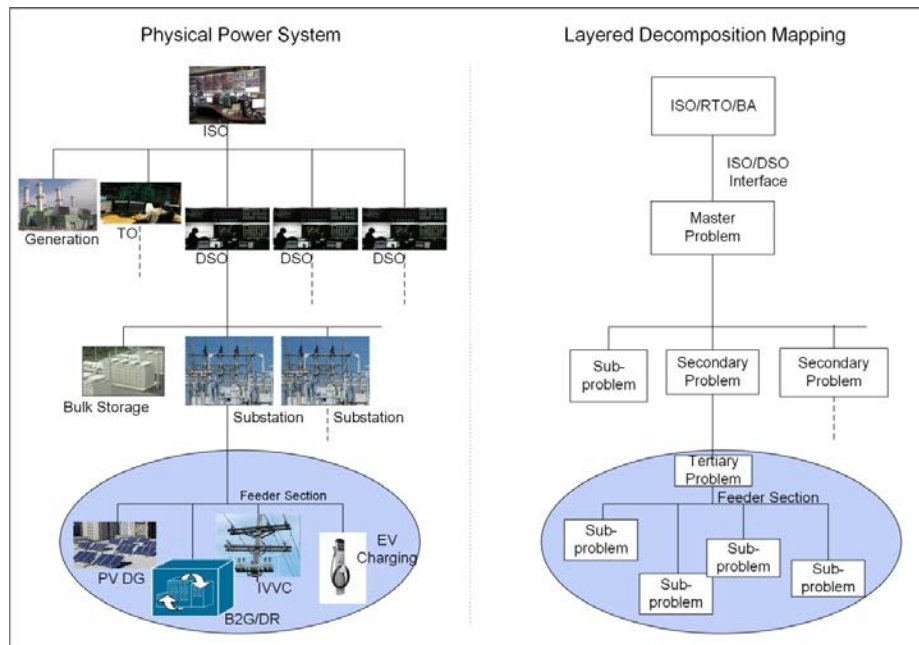 Physical Power System
ISO
Generation
TO
DSO
DSO
DSO
Bulk Storage
Substation
Substation
Feeder Section
PV DG
B2G/DR
IVVC
EV
Charging
Layered Decomposition Mapping
ISO/RTO/BA
ISO/DSO
Interface
Master
Problem
Sub-
problem
Secondary
Problem
Secondary
Problem
Tertiary
Problem
Feeder Section
Sub-
problem
Sub-
problem
Sub-
problem
Sub-
problem